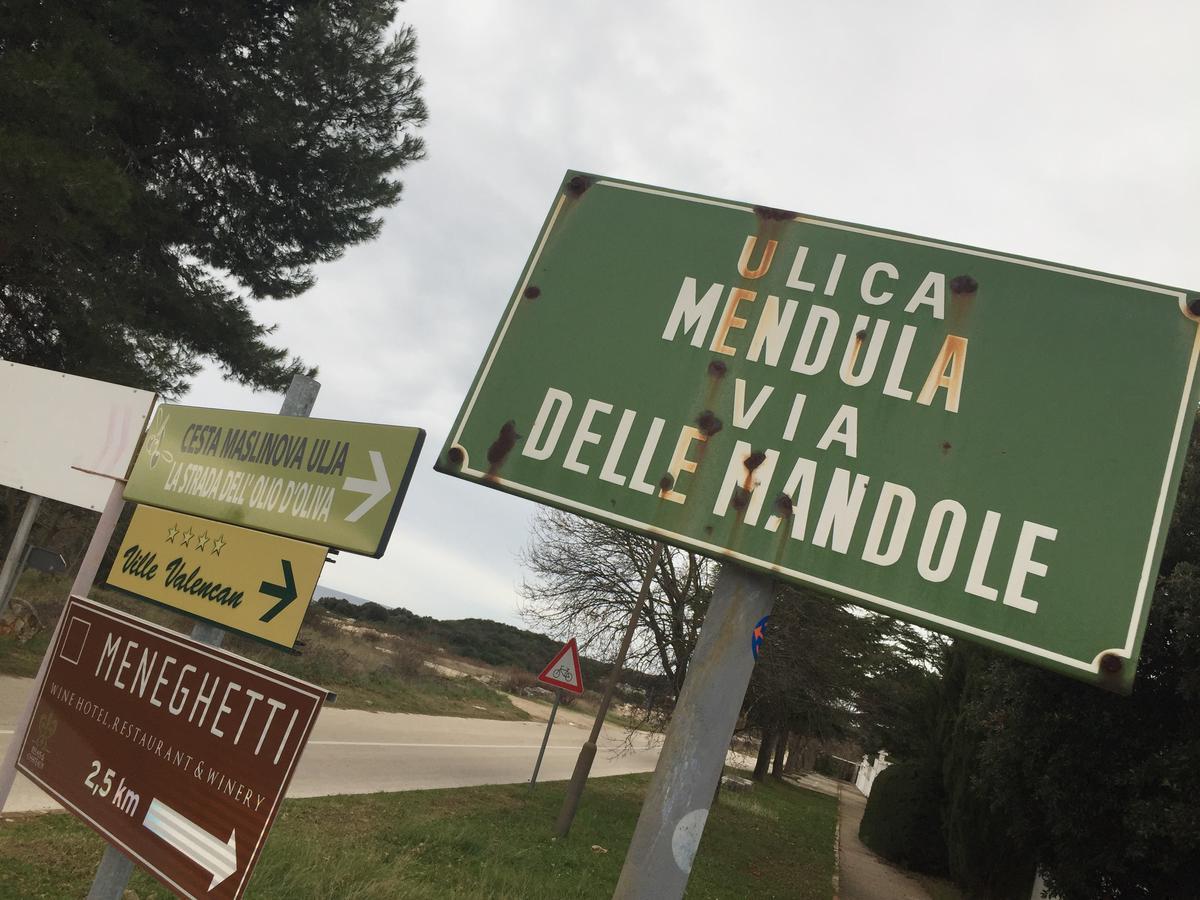 ULICA
MENDULA
VIA
DELLE MANDOLE
CESTA MASLINOVA ULJA
LA STRADA DELL'OLIO D'OLIVA
Ville Valencan
MENEGHETTI
WINE HOTEL, RESTAURANT & WINERY
2,5 km